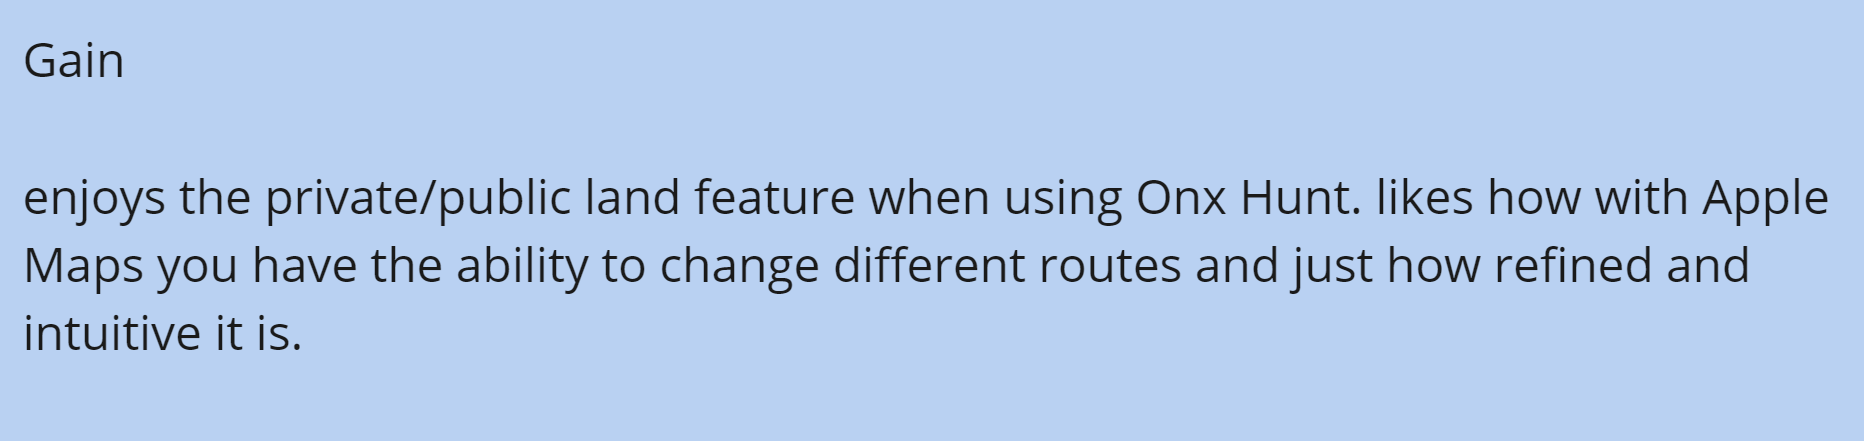 Gain
enjoys the private/public land feature when using Onx Hunt. likes how with Apple
Maps you have the ability to change different routes and just how refined and
intuitive it is.